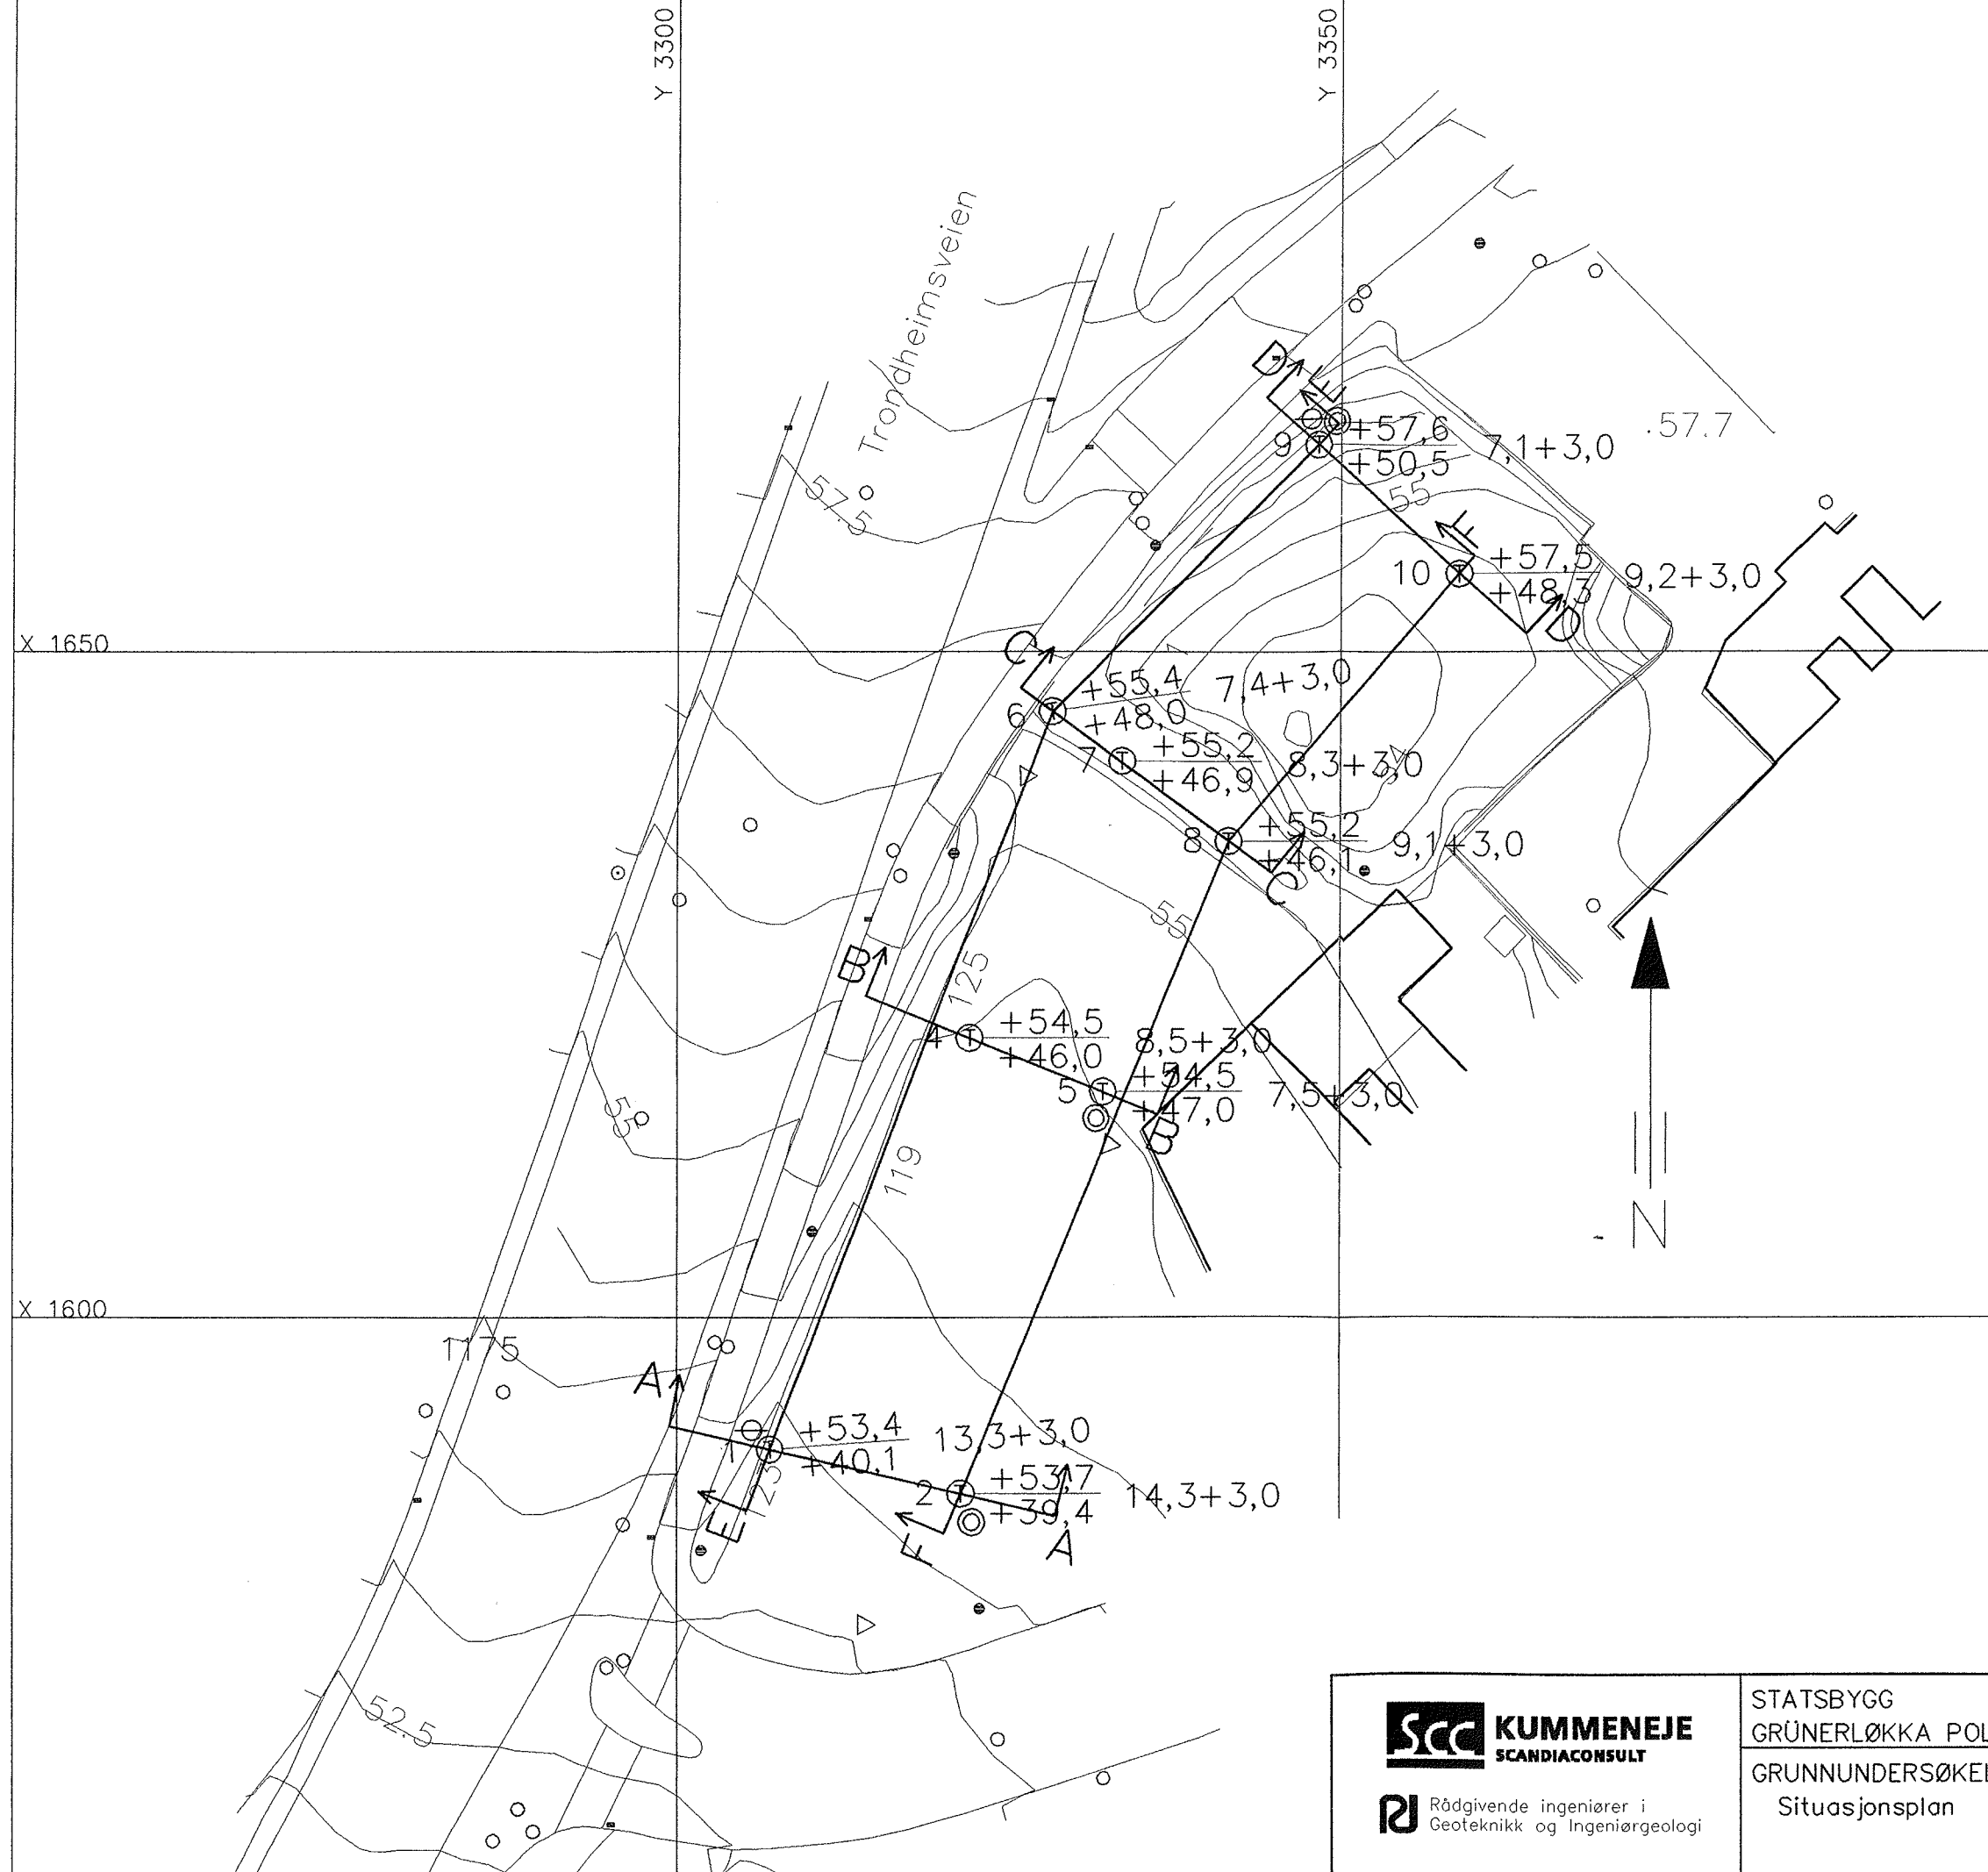 Y 3300
Y 3350
Trondheimsveien
57.5
D
E
9
+57,6
+50,5
7,1+3,0
.57.7
55
F
10
+57,5
+48,3
9,2+3,0
D
X 1650
C
6
+55,4
+48,0
7,4+3,0
7
+55,2
+46,9
8,3+3,0
54
8
+55,2
+46,1
9,1+3,0
C
55
B
125
4
+54,5
+46,0
8,5+3,0
5
+54,5
+47,0
7,5+3,0
B
55
119
N
X 1600
1175
A
1
+53,4
+40,1
13,3+3,0
123
2
+53,7
+39,4
14,3+3,0
E
F
A
52.5
SCC KUMMENEJE
SCANDIACONSULT
Rådgivende ingeniører i
Geoteknikk og Ingeniørgeologi
STATSBYGG
GRÜNERLØKKA POL
GRUNNUNDERSØKEL
Situasjonsplan